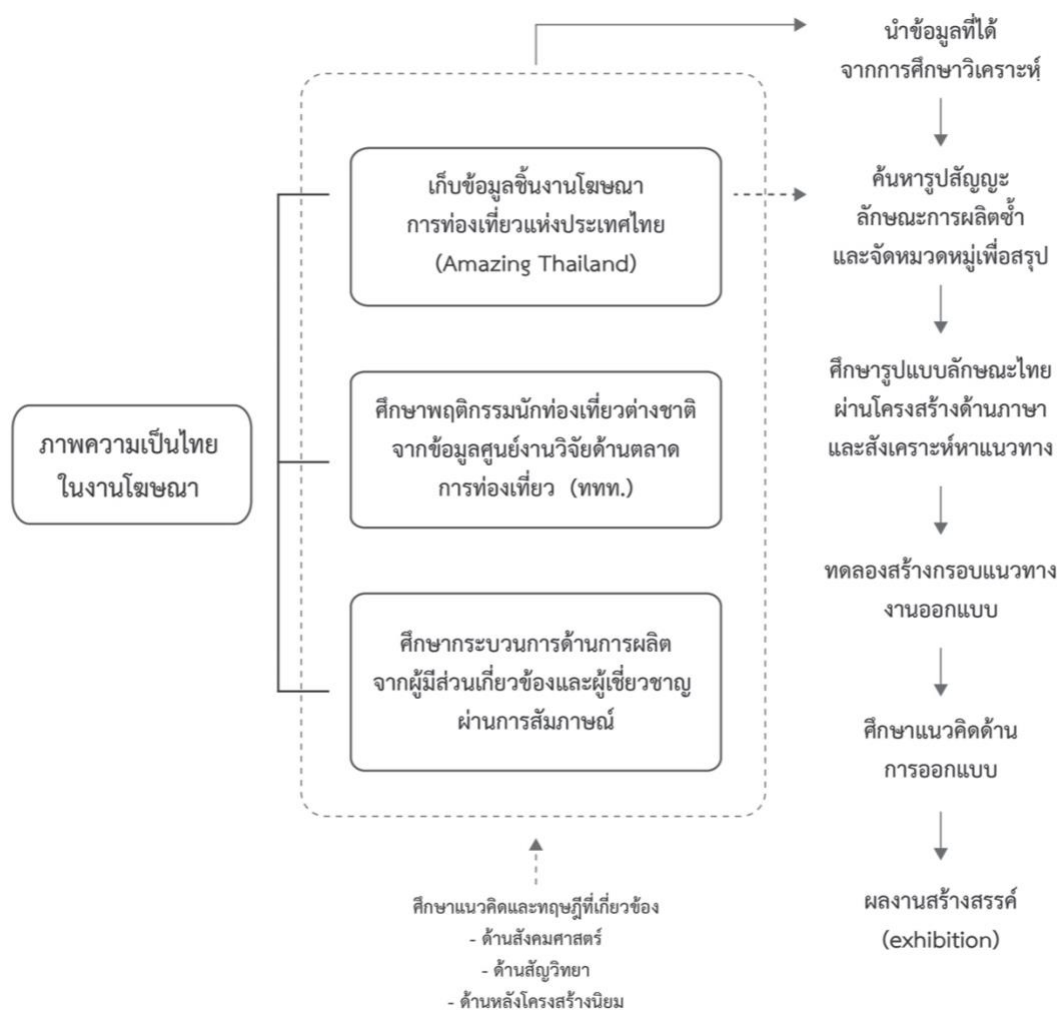 ภาพความเป็นไทย
ในงานโฆษณา
เก็บข้อมูลชิ้นงานโฆษณา
การท่องเที่ยวแห่งประเทศไทย
(Amazing Thailand)
ศึกษาพฤติกรรมนักท่องเที่ยวต่างชาติ
จากข้อมูลศูนย์งานวิจัยด้านตลาด
การท่องเที่ยว (ททท.)
ศึกษากระบวนการด้านการผลิต
จากผู้มีส่วนเกี่ยวข้องและผู้เชี่ยวชาญ
ผ่านการสัมภาษณ์
ศึกษาแนวคิดและทฤษฎีที่เกี่ยวข้อง
- ด้านสังคมศาสตร์
- ด้านสัญวิทยา
- ด้านหลังโครงสร้างนิยม
นำข้อมูลที่ได้
จากการศึกษาวิเคราะห์
ค้นหารูปสัญญะ
ลักษณะการผลิตซ้ำ
และจัดหมวดหมู่เพื่อสรุป
ศึกษารูปแบบลักษณะไทย
ผ่านโครงสร้างด้านภาษา
และสังเคราะห์หาแนวทาง
ทดลองสร้างกรอบแนวทาง
งานออกแบบ
ศึกษาแนวคิดด้าน
การออกแบบ
ผลงานสร้างสรรค์
(exhibition)